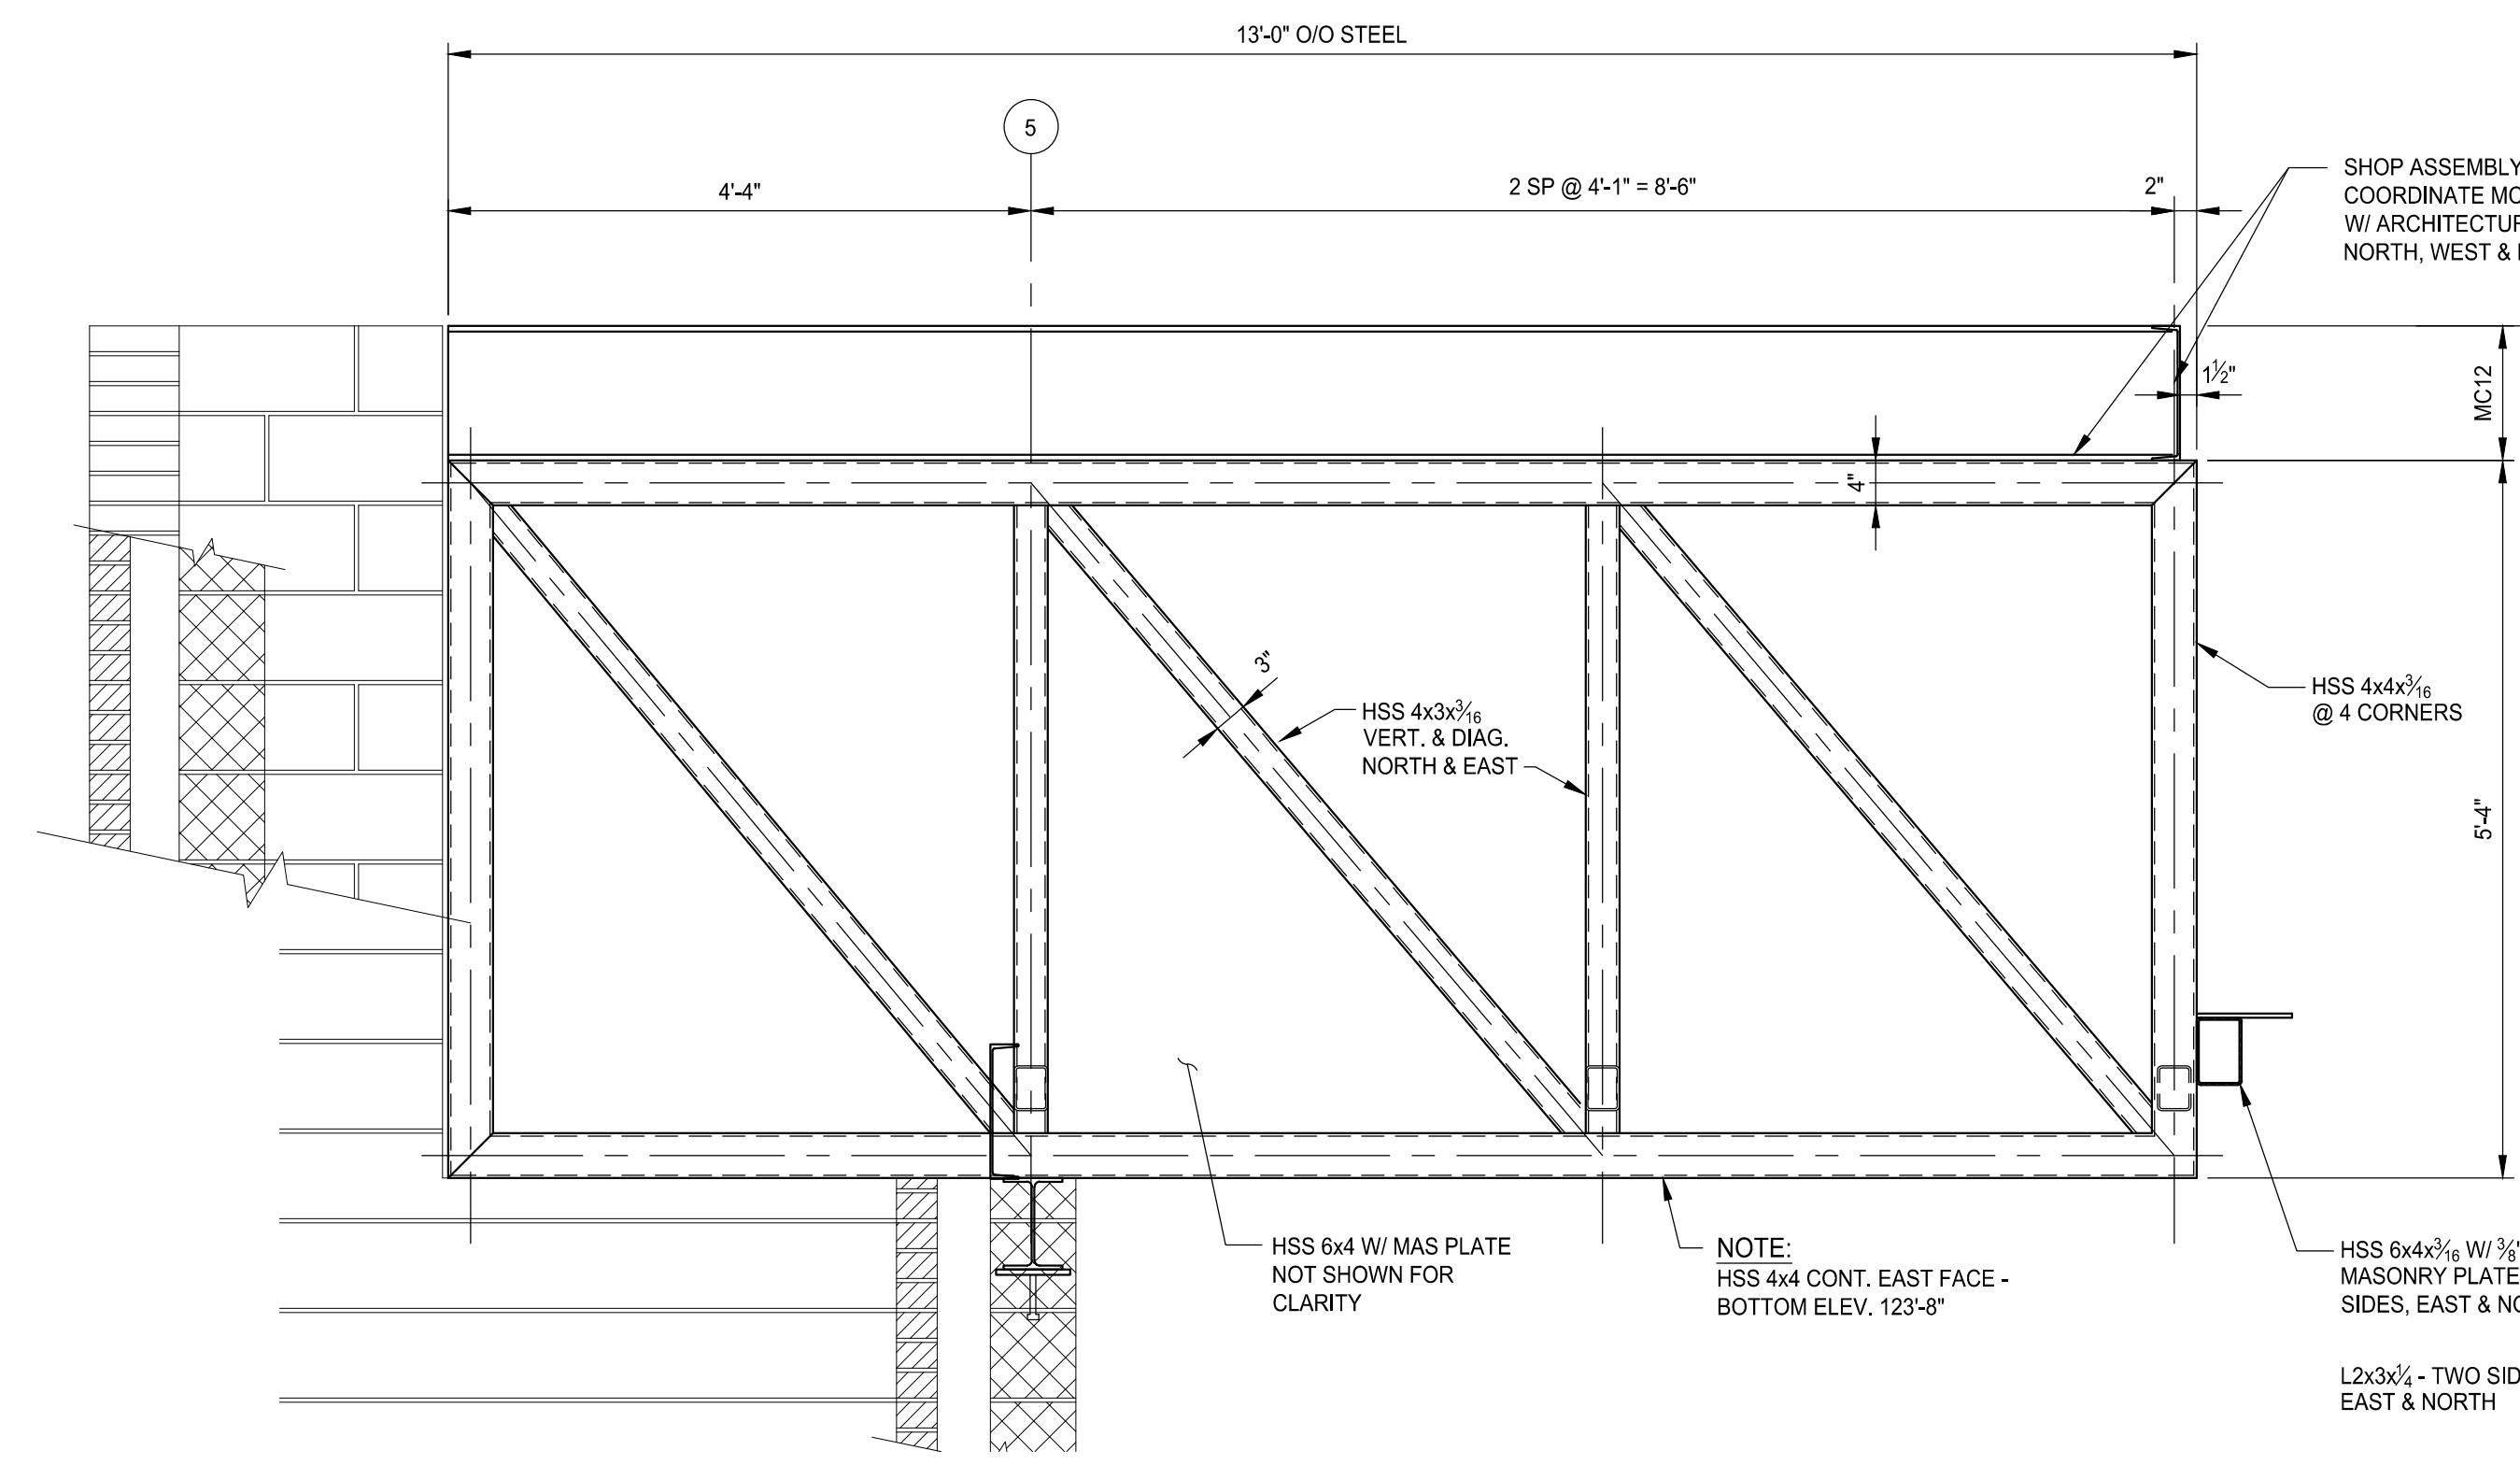 13'-0" O/O STEEL
5
4'-4"
2 SP @ 4'-1" = 8'-6"
2"
SHOP ASSEMBLY
COORDINATE MC
W/ ARCHITECTUR
NORTH, WEST &
1½"
MC12
4"
3"
HSS 4x3x3/16
VERT. & DIAG.
NORTH & EAST
HSS 4x4x3/16
@ 4 CORNERS
5'-4"
HSS 6x4 W/ MAS PLATE
NOT SHOWN FOR
CLARITY
NOTE:
HSS 4x4 CONT. EAST FACE -
BOTTOM ELEV. 123'-8"
HSS 6x4x3/16 W/ 3/8"
MASONRY PLATE
SIDES, EAST & NO
L2x3x1/4 - TWO SID
EAST & NORTH